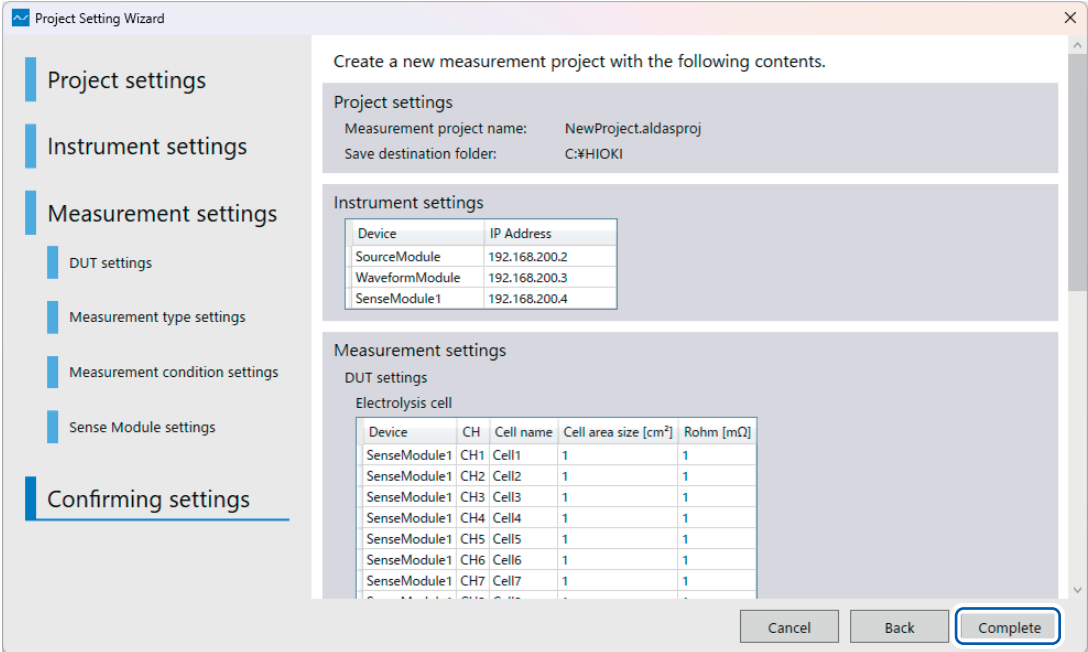 Project Setting Wizard
Project settings
Instrument settings
Measurement settings
DUT settings
Measurement type settings
Measurement condition settings
Sense Module settings
Confirming settings
Create a new measurement project with the following contents.
Project settings
Measurement project name: NewProject.aldasproj
Save destination folder: C:¥HIOKI
Instrument settings
Device IP Address
SourceModule 192.168.200.2
WaveformModule 192.168.200.3
SenseModule1 192.168.200.4
Measurement settings
DUT settings
Electrolysis cell
Device CH Cell name Cell area size [cm²] Rohm [mΩ]
SenseModule1 CH1 Cell1 1 1
SenseModule1 CH2 Cell2 1 1
SenseModule1 CH3 Cell3 1 1
SenseModule1 CH4 Cell4 1 1
SenseModule1 CH5 Cell5 1 1
SenseModule1 CH6 Cell6 1 1
SenseModule1 CH7 Cell7 1 1
Cancel Back Complete